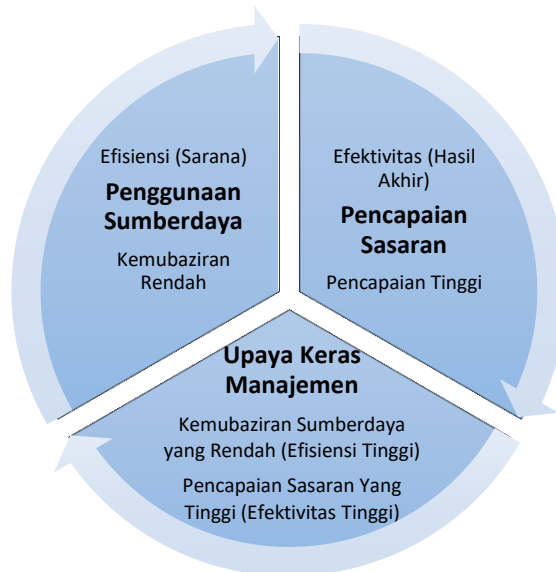 Efisiensi (Sarana)
Penggunaan
Sumberdaya
Kemubaziran
Rendah
Efektivitas (Hasil
Akhir)
Pencapaian
Sasaran
Pencapaian Tinggi
Upaya Keras
Manajemen
Kemubaziran Sumberdaya
yang Rendah (Efisiensi Tinggi)
Pencapaian Sasaran Yang
Tinggi (Efektivitas Tinggi)